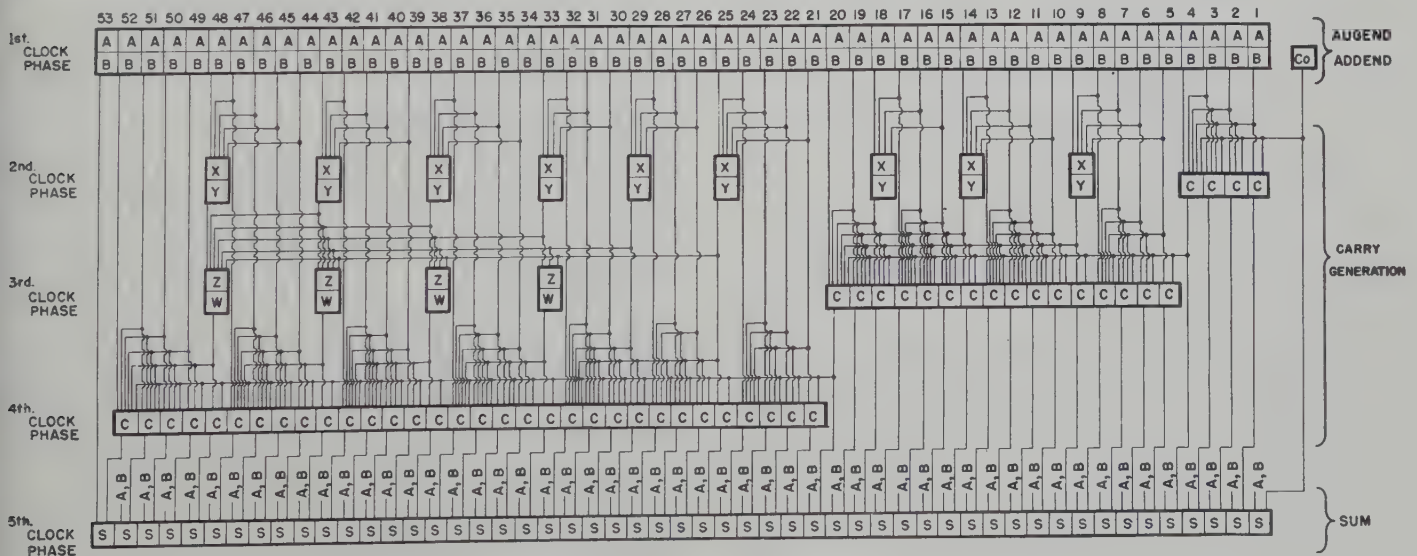 53 52 51 50 49 48 47 46 45 44 43 42 41 40 39 38 37 36 35 34 33 32 31 30 29 28 27 26 25 24 23 22 21 20 19 18 17 16 15 14 13 12 11 10 9 8 7 6 5 4 3 2 1
1st. CLOCK PHASE
A A A A A A A A A A A A A A A A A A A A A A A A A A A A A A A A A A A A A A A A A A A A A A A A A A A A A
AUGEND
B B B B B B B B B B B B B B B B B B B B B B B B B B B B B B B B B B B B B B B B B B B B B B B B B B B B B
Co
ADDEND
2nd. CLOCK PHASE
X X X X X X X X X
Y Y Y Y Y Y Y Y Y
C C C C
CARRY
GENERATION
3rd. CLOCK PHASE
Z Z Z Z
W W W W
C C C C C C C C C C C C C C C C
4th. CLOCK PHASE
C C C C C C C C C C C C C C C C C C C C C C C C C C C C C C C C
A, B A, B A, B A, B A, B A, B A, B A, B A, B A, B A, B A, B A, B A, B A, B A, B A, B A, B A, B A, B A, B A, B A, B A, B A, B A, B A, B A, B A, B A, B A, B A, B A, B A, B A, B A, B A, B A, B A, B A, B A, B A, B A, B A, B A, B A, B A, B A, B A, B A, B A, B A, B
5th. CLOCK PHASE
S S S S S S S S S S S S S S S S S S S S S S S S S S S S S S S S S S S S S S S S S S S S S S S S S S S S S
SUM